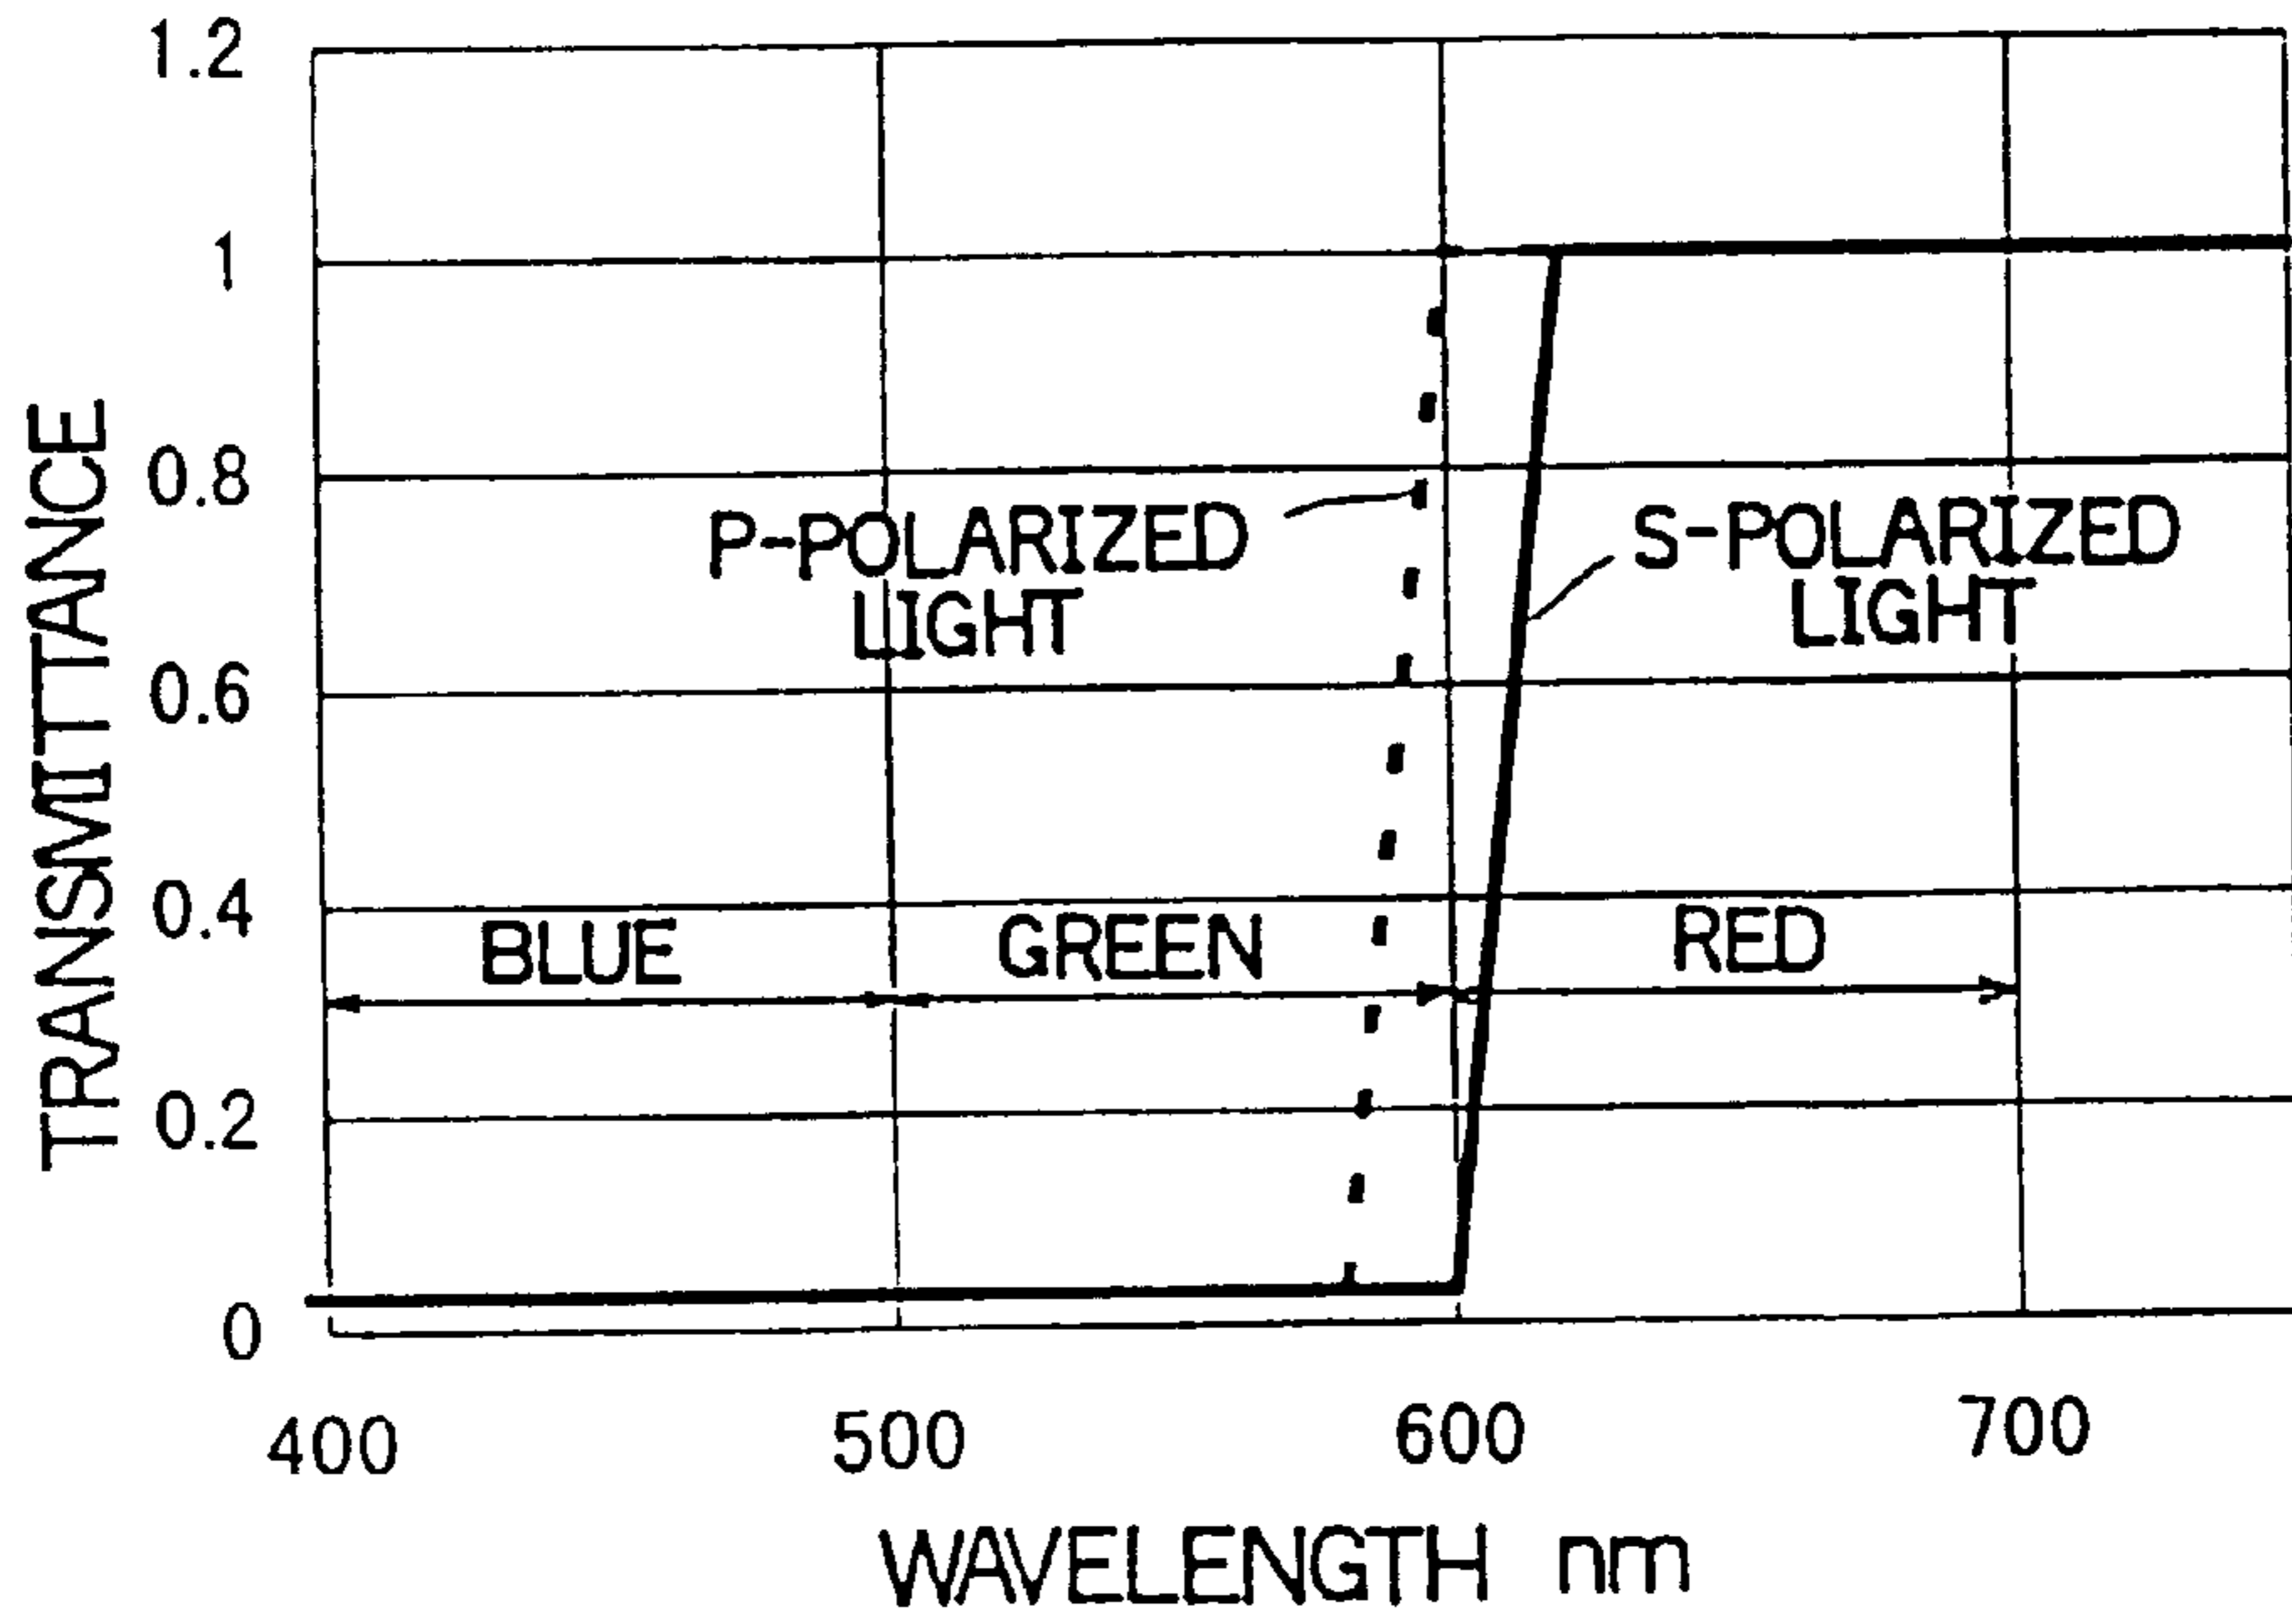 1.2
1
0.8
0.6
0.4
0.2
0
TRANSMITTANCE
P-POLARIZED
LIGHT
S-POLARIZED
LIGHT
BLUE
GREEN
RED
400
500
600
700
WAVELENGTH nm